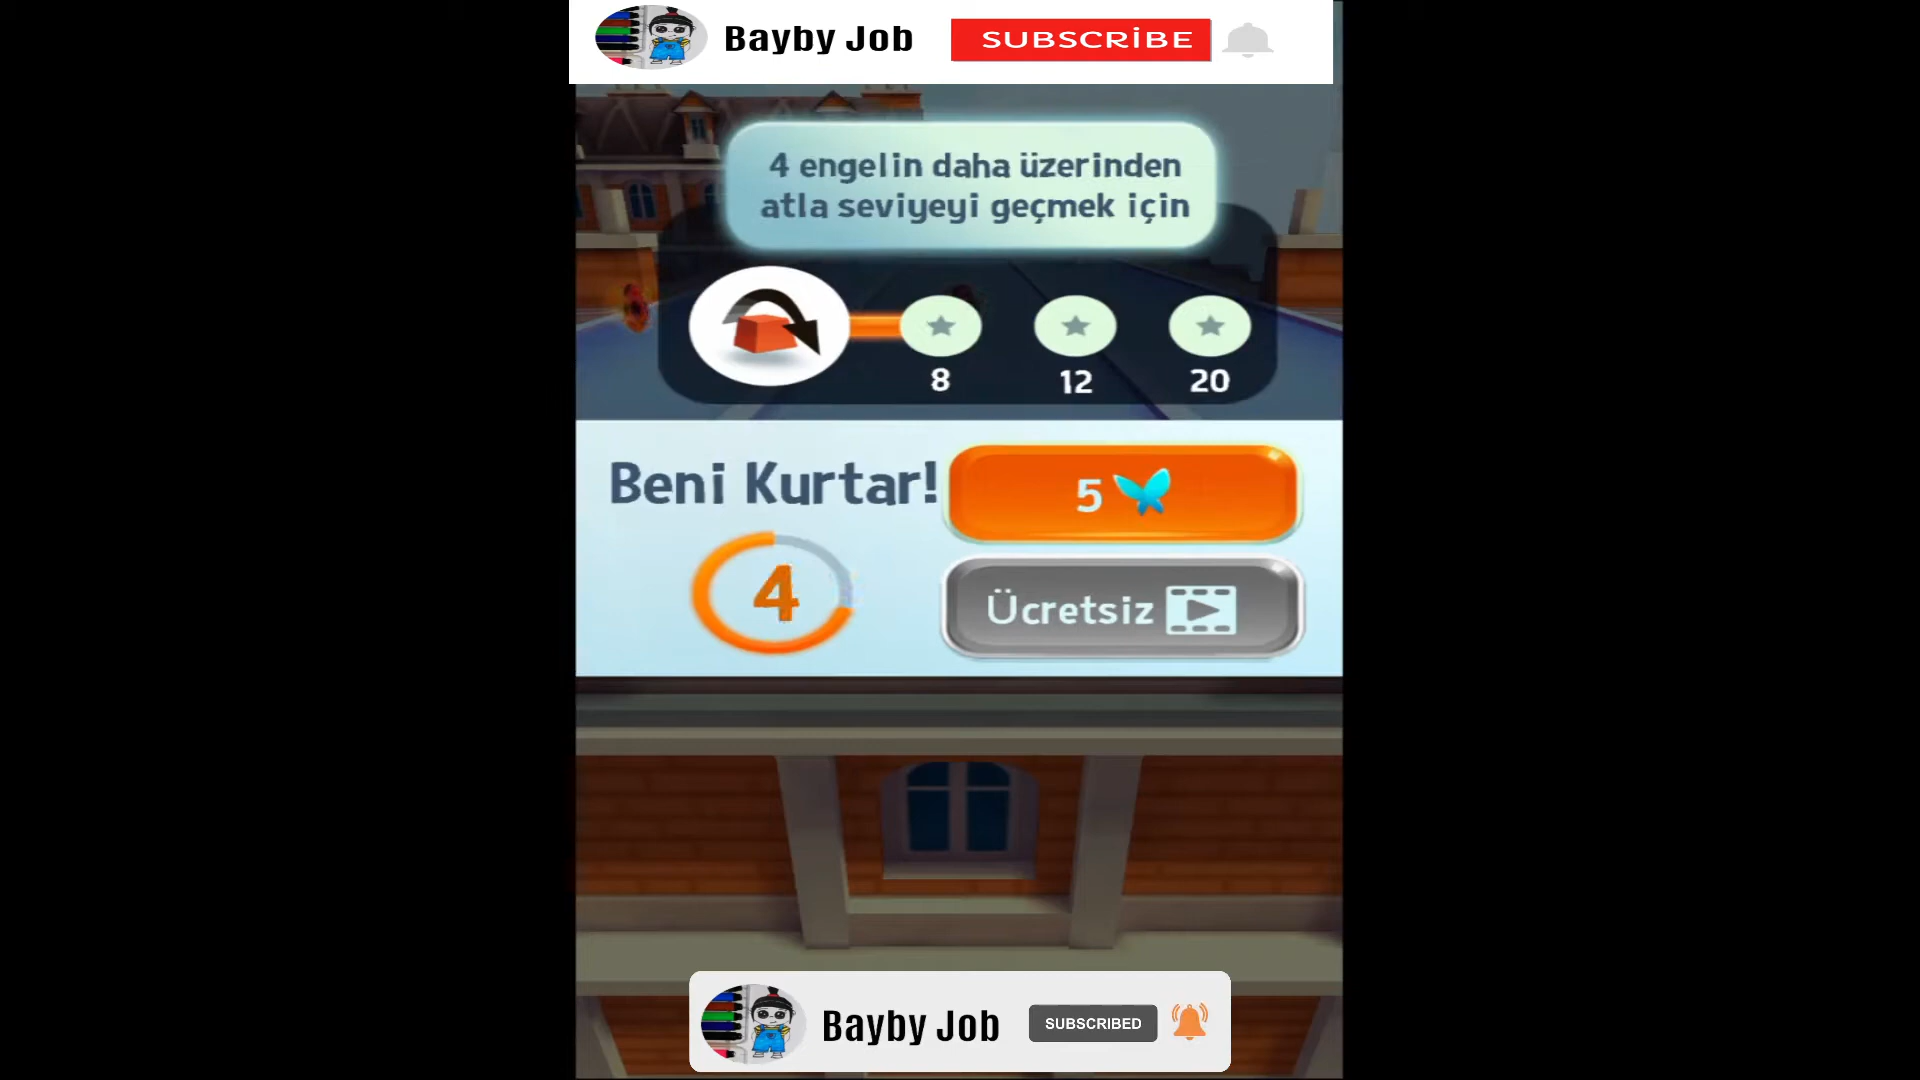 Bayby Job
SUBSCRİBE
4 engelin daha üzerinden
atla seviyeyi geçmek için
8
12
20
Beni Kurtar!
5
4
Ücretsiz
Bayby Job
SUBSCRIBED